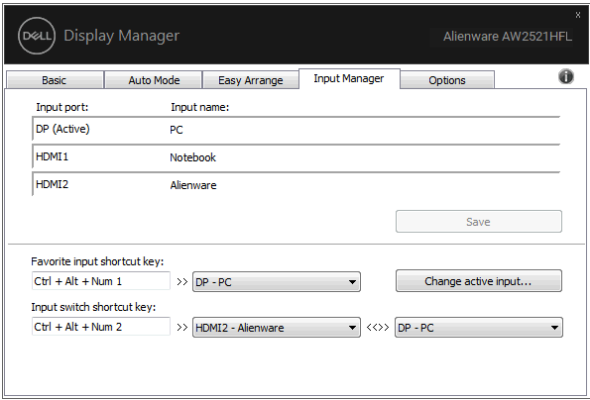 x
DELL Display Manager Alienware AW2521HFL
Basic Auto Mode Easy Arrange Input Manager Options i
Input port: Input name:
DP (Active) PC
HDMI1 Notebook
HDMI2 Alienware
Save
Favorite input shortcut key:
Ctrl + Alt + Num 1 >> DP - PC Change active input...
Input switch shortcut key:
Ctrl + Alt + Num 2 >> HDMI2 - Alienware <<>> DP - PC